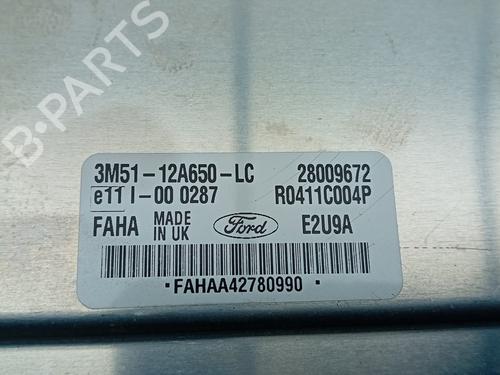 B-PARTS
3M51-12A650-LC 28009672
e11 I-00 0287 R0411C004P
FAHA MADE IN UK Ford E2U9A
*FAHAA42780990*